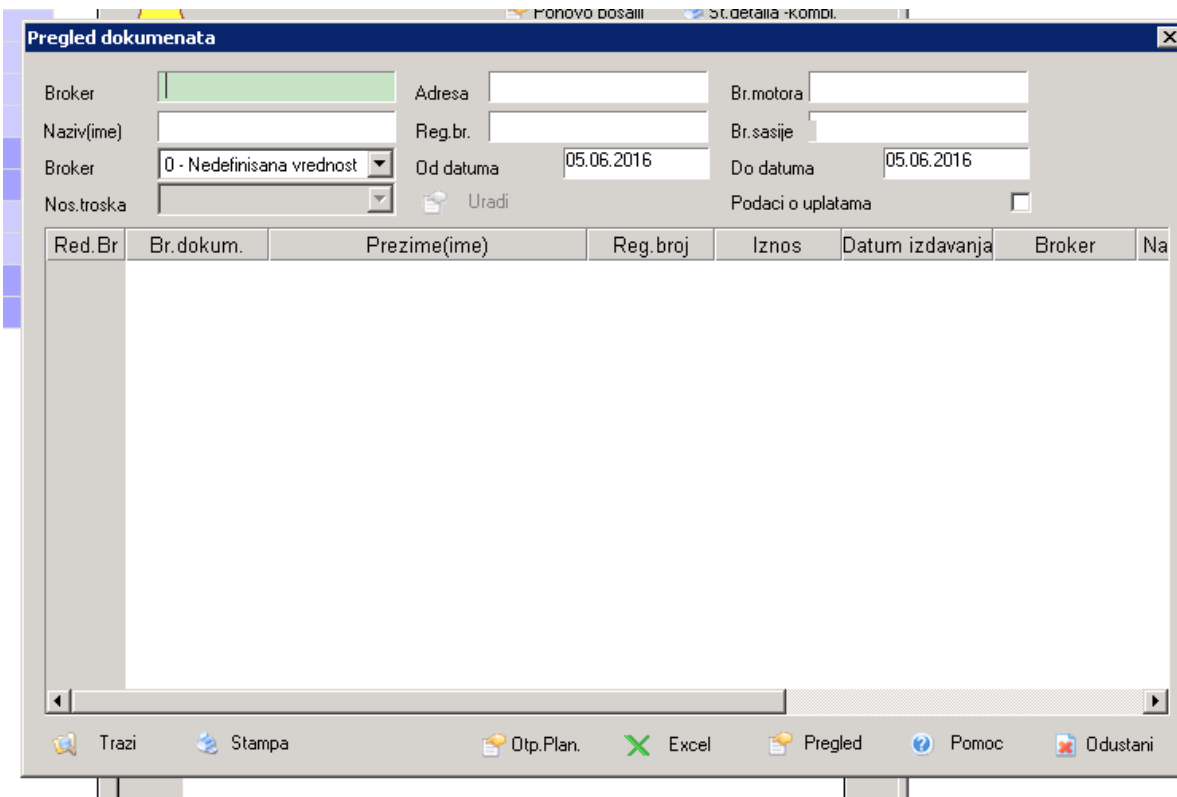 Ponovo posalji St.detalja -kombi.
Pregled dokumenata
Broker Adresa Br.motora
Naziv(ime) Reg.br. Br.sasije
Broker 0 - Nedefinisana vrednost Od datuma 05.06.2016 Do datuma 05.06.2016
Nos.troska Uradi Podaci o uplatama
Red.Br Br.dokum. Prezime(ime) Reg.broj Iznos Datum izdavanja Broker Na
Trazi Stampa Otp.Plan. Excel Pregled Pomoc Odustani